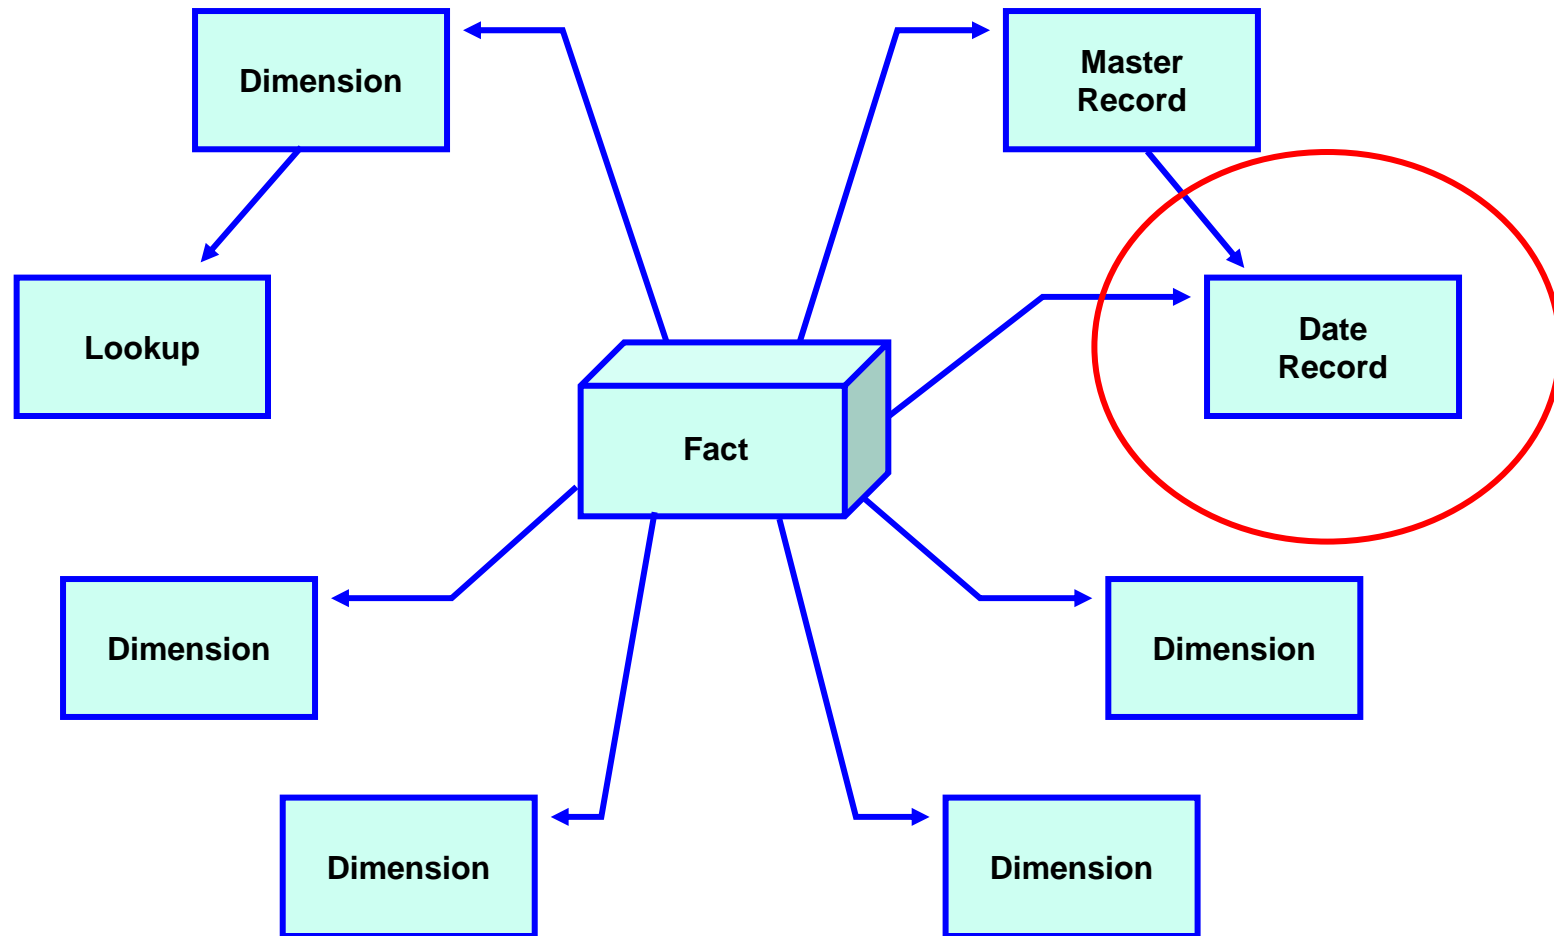 Dimension
Master
Record
Lookup
Date
Record
Fact
Dimension
Dimension
Dimension
Dimension